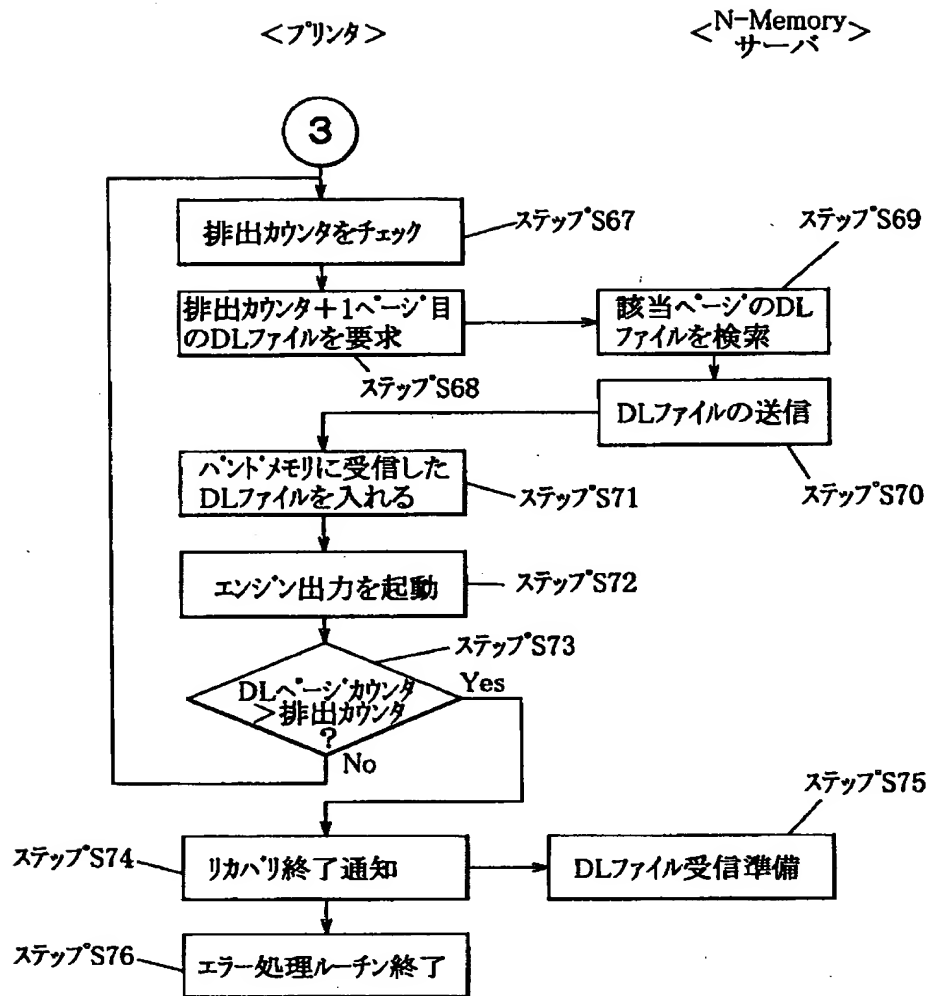 <プリンタ>
<N-Memory
サーバ>
3
排出カウンタをチェック
ステップS67
ステップS69
排出カウンタ+1ページ目
のDLファイルを要求
ステップS68
該当ページのDL
ファイルを検索
DLファイルの送信
ステップS70
バンドメモリに受信した
DLファイルを入れる
ステップS71
エンジン出力を起動
ステップS72
ステップS73
DLページカウンタ
>排出カウンタ
?
Yes
No
ステップS75
ステップS74
リカバリ終了通知
DLファイル受信準備
ステップS76
エラー処理ルーチン終了